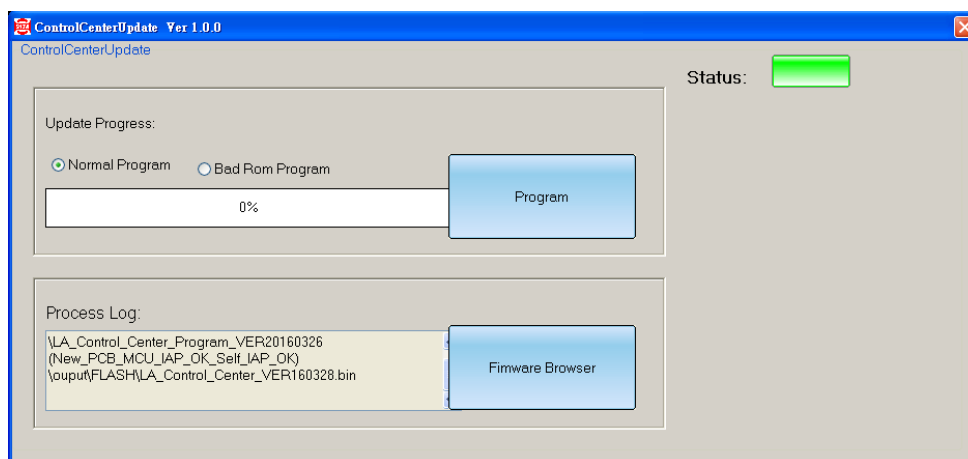 ControlCenterUpdate Ver 1.0.0
ControlCenterUpdate
Status:
Update Progress:
Normal Program
Bad Rom Program
0%
Program
Process Log:
\LA_Control_Center_Program_VER20160326
(New_PCB_MCU_IAP_OK_Self_IAP_OK)
\ouput\FLASH\LA_Control_Center_VER160328.bin
Fimware Browser